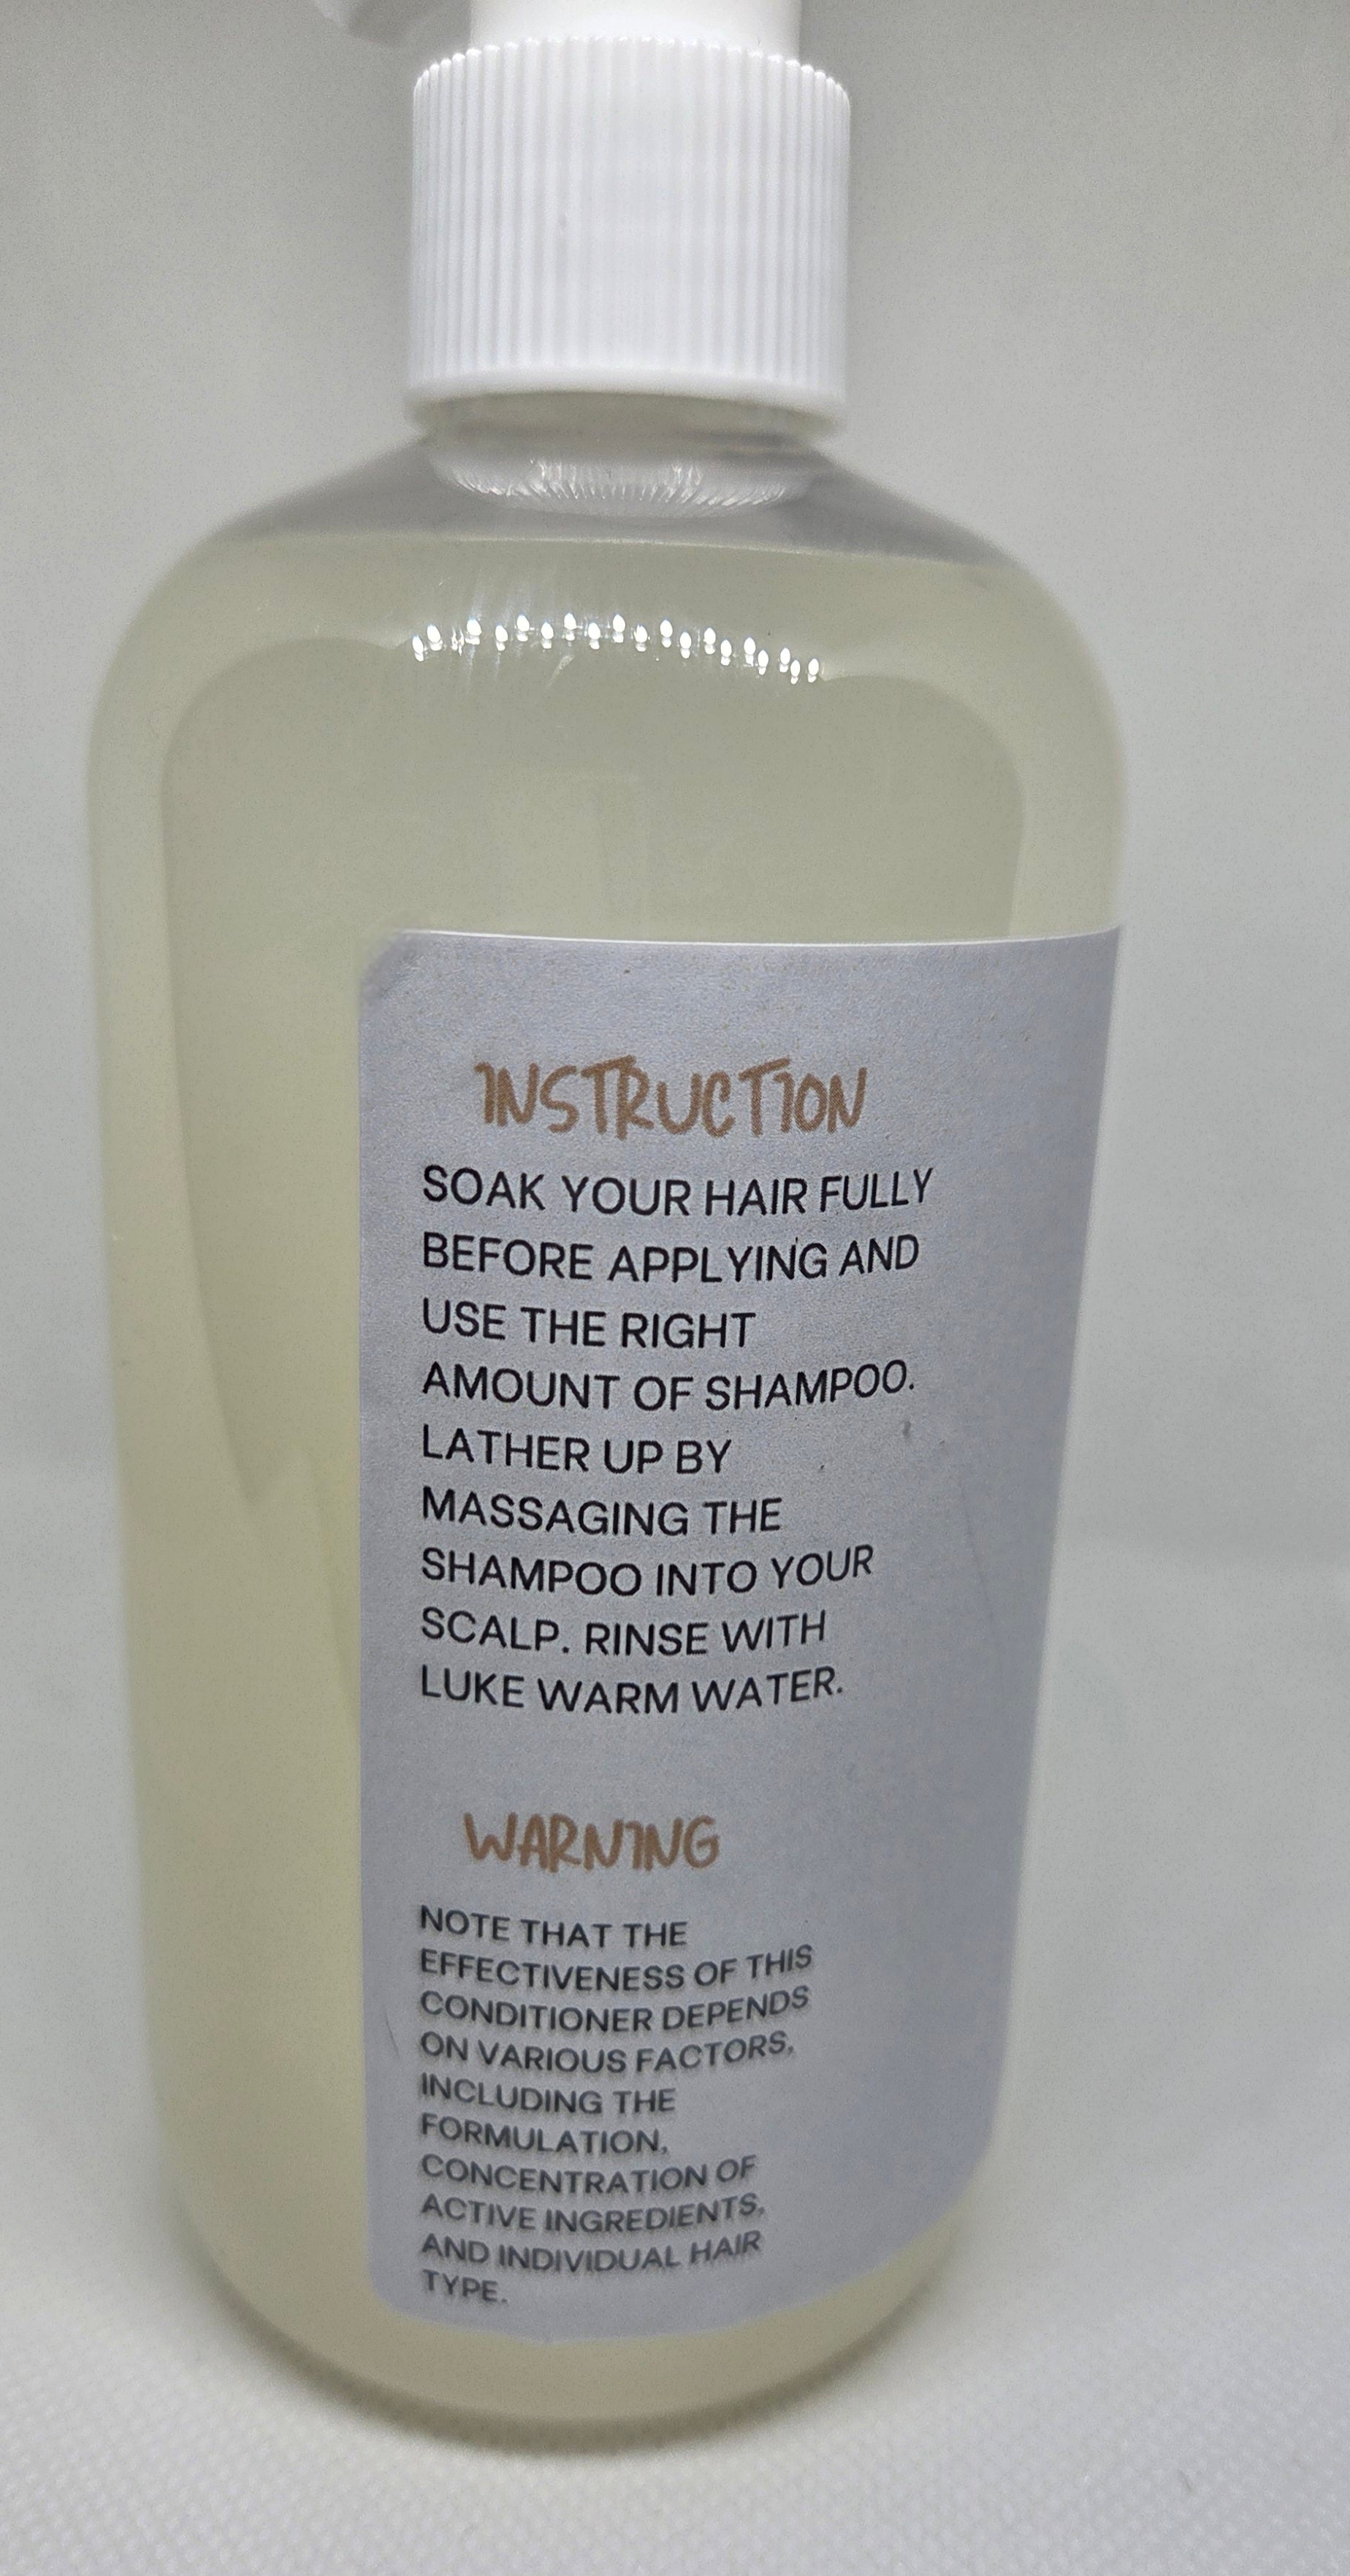 INSTRUCTION
SOAK YOUR HAIR FULLY
BEFORE APPLYING AND
USE THE RIGHT
AMOUNT OF SHAMPOO.
LATHER UP BY
MASSAGING THE
SHAMPOO INTO YOUR
SCALP. RINSE WITH
LUKE WARM WATER.
WARNING
NOTE THAT THE
EFFECTIVENESS OF THIS
CONDITIONER DEPENDS
ON VARIOUS FACTORS,
INCLUDING THE
FORMULATION,
CONCENTRATION OF
ACTIVE INGREDIENTS,
AND INDIVIDUAL HAIR
TYPE.